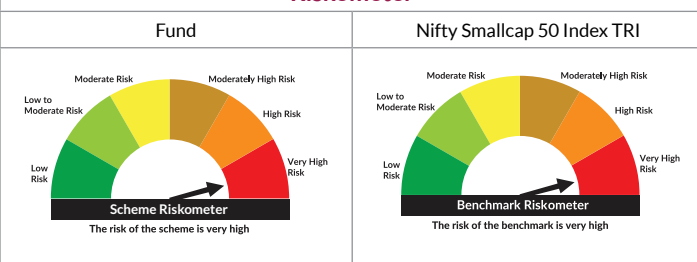 Riskometer
Fund
Nifty Smallcap 50 Index TRI
Moderate Risk
Moderately High Risk
Low to
Moderate Risk
High Risk
Low
Risk
Very High
Risk
Scheme Riskometer
The risk of the scheme is very high
Moderate Risk
Moderately High Risk
Low to
Moderate Risk
High Risk
Low
Risk
Very High
Risk
Benchmark Riskometer
The risk of the benchmark is very high